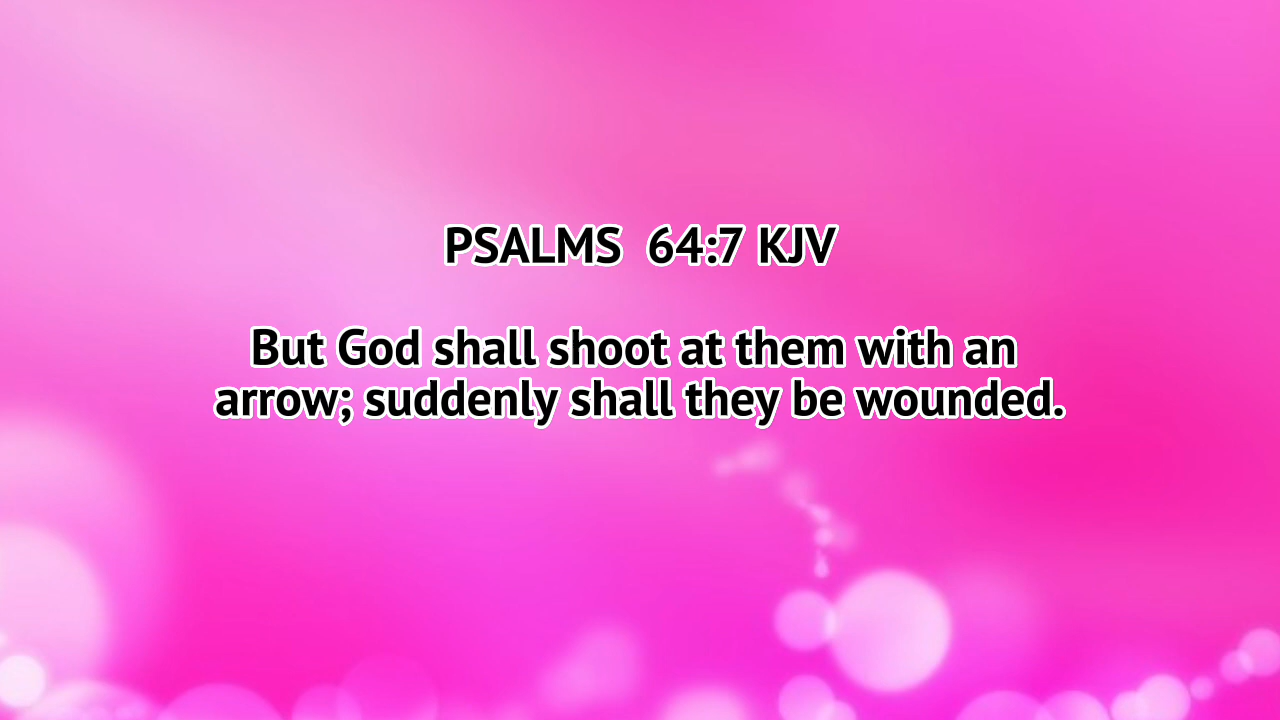 PSALMS  64:7 KJV
But God shall shoot at them with an
arrow; suddenly shall they be wounded.